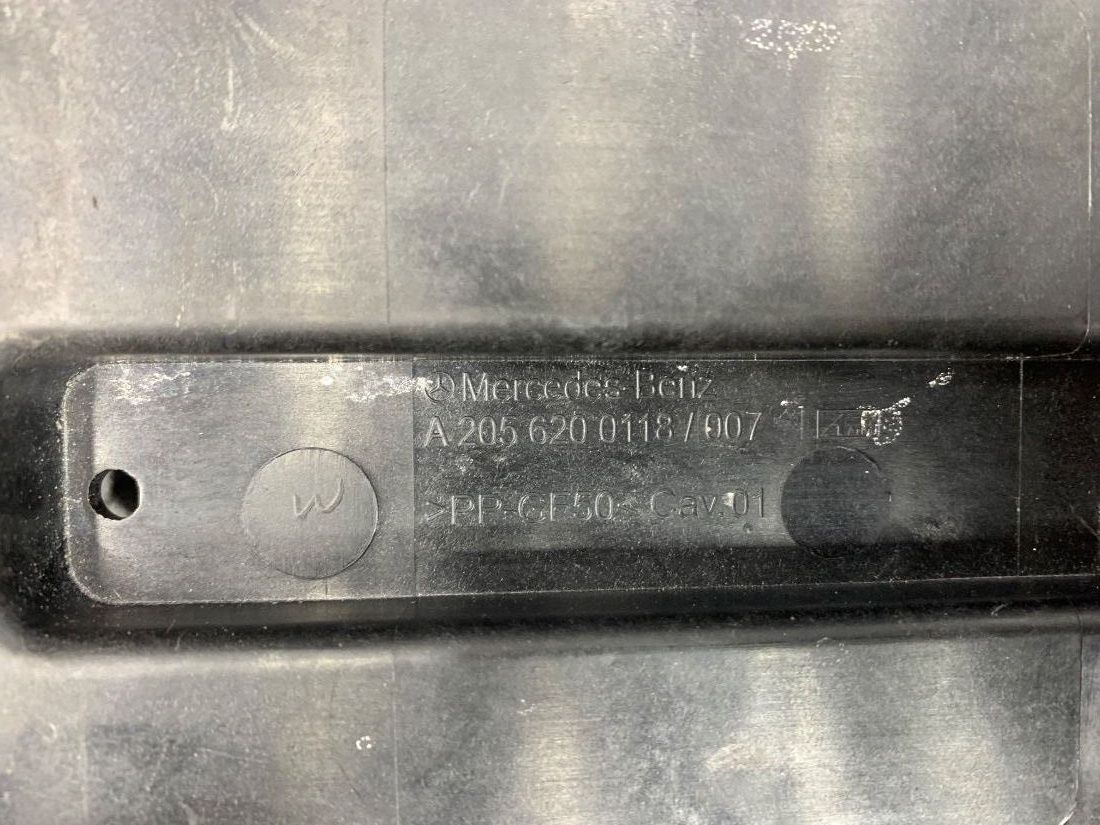 Mercedes-Benz
A 205 620 0118 / 007
W
>PP-GF50< Cav.01